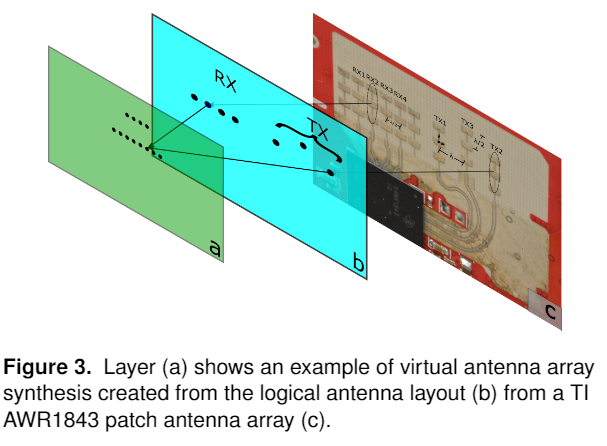 RX
TX
RX1 RX2 RX3 RX4
TX1
TX3
TX2
λ/2
λ
a
b
c
Figure 3. Layer (a) shows an example of virtual antenna array
synthesis created from the logical antenna layout (b) from a TI
AWR1843 patch antenna array (c).